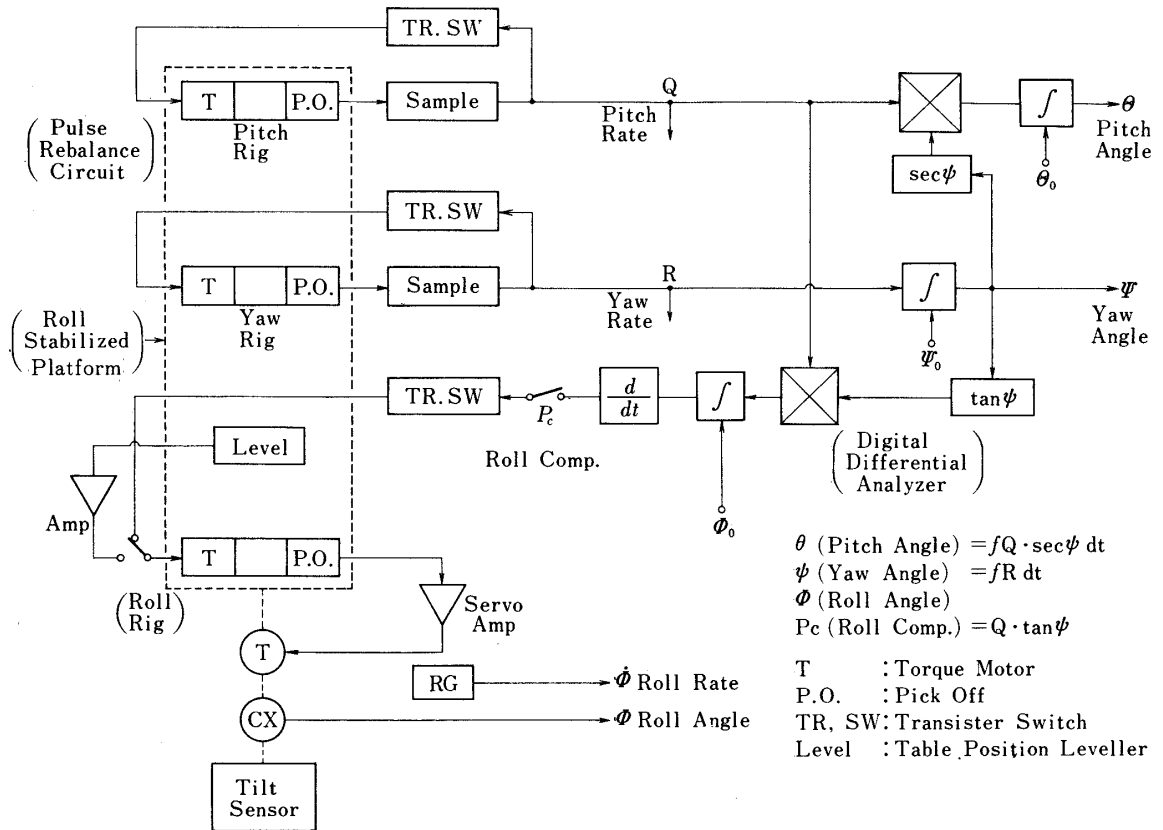 TR. SW
T
P.O.
Sample
Q
Pitch
Rate
Pitch
Rig
(Pulse
Rebalance
Circuit)
∫
Θ
Pitch
Angle
secψ
Θ₀
TR. SW
T
P.O.
Sample
R
Yaw
Rate
Yaw
Rig
∫
Ψ
Yaw
Angle
Ψ₀
(Roll
Stabilized
Platform)
TR. SW
P_c
d/dt
∫
tanψ
Roll Comp.
(Digital
Differential
Analyzer)
Φ₀
Level
Amp
T
P.O.
(Roll
Rig)
Servo
Amp
T
RG
Φ̇ Roll Rate
CX
Φ Roll Angle
Tilt
Sensor
θ (Pitch Angle) =∫Q·secψ dt
ψ (Yaw Angle) =∫R dt
Φ (Roll Angle)
Pc (Roll Comp.) =Q·tanψ
T :Torque Motor
P.O. :Pick Off
TR, SW:Transister Switch
Level :Table Position Leveller